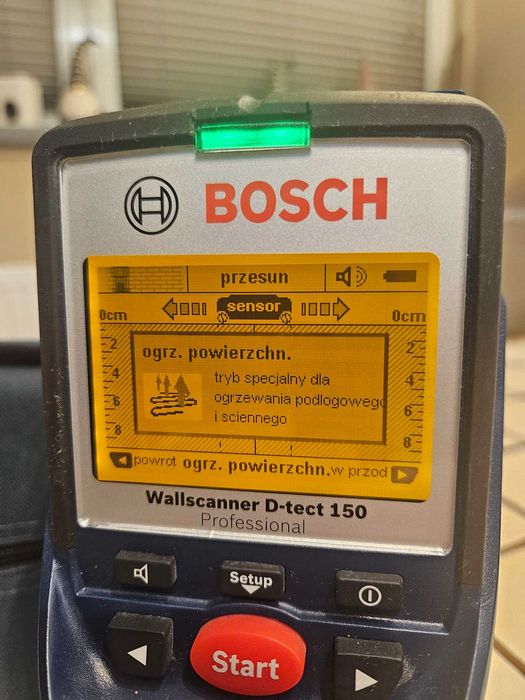 BOSCH
przesun
sensor
0cm 0cm
2 2
4 4
6 6
8 8
ogrz. powierzchn.
tryb specjalny dla
ogrzewania podłogowego
i sciennego
powrot ogrz. powierzchn. w przod
Wallscanner D-tect 150
Professional
Setup
Start